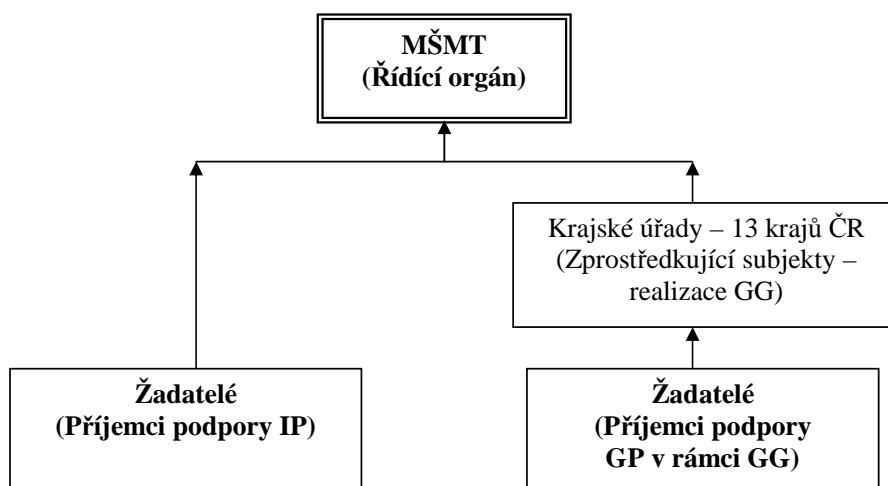 MŠMT
(Řídící orgán)
Krajské úřady – 13 krajů ČR
(Zprostředkující subjekty –
realizace GG)
Žadatelé
(Příjemci podpory IP)
Žadatelé
(Příjemci podpory
GP v rámci GG)